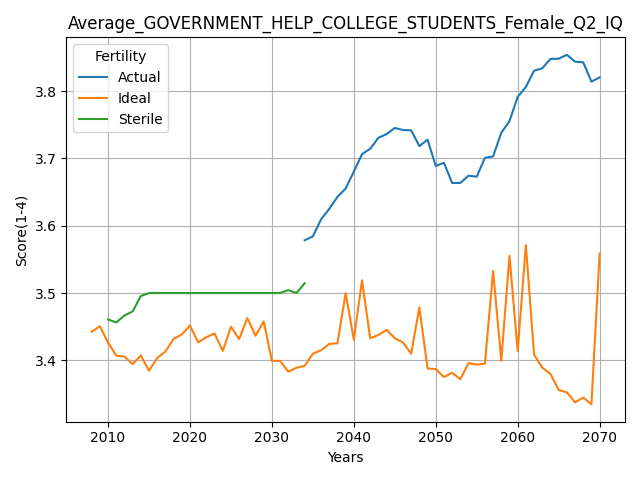 Average_GOVERNMENT_HELP_COLLEGE_STUDENTS_Female_Q2_IQ
Fertility
Actual
Ideal
Sterile
Score(1-4)
3.8
3.7
3.6
3.5
3.4
2010 2020 2030 2040 2050 2060 2070
Years